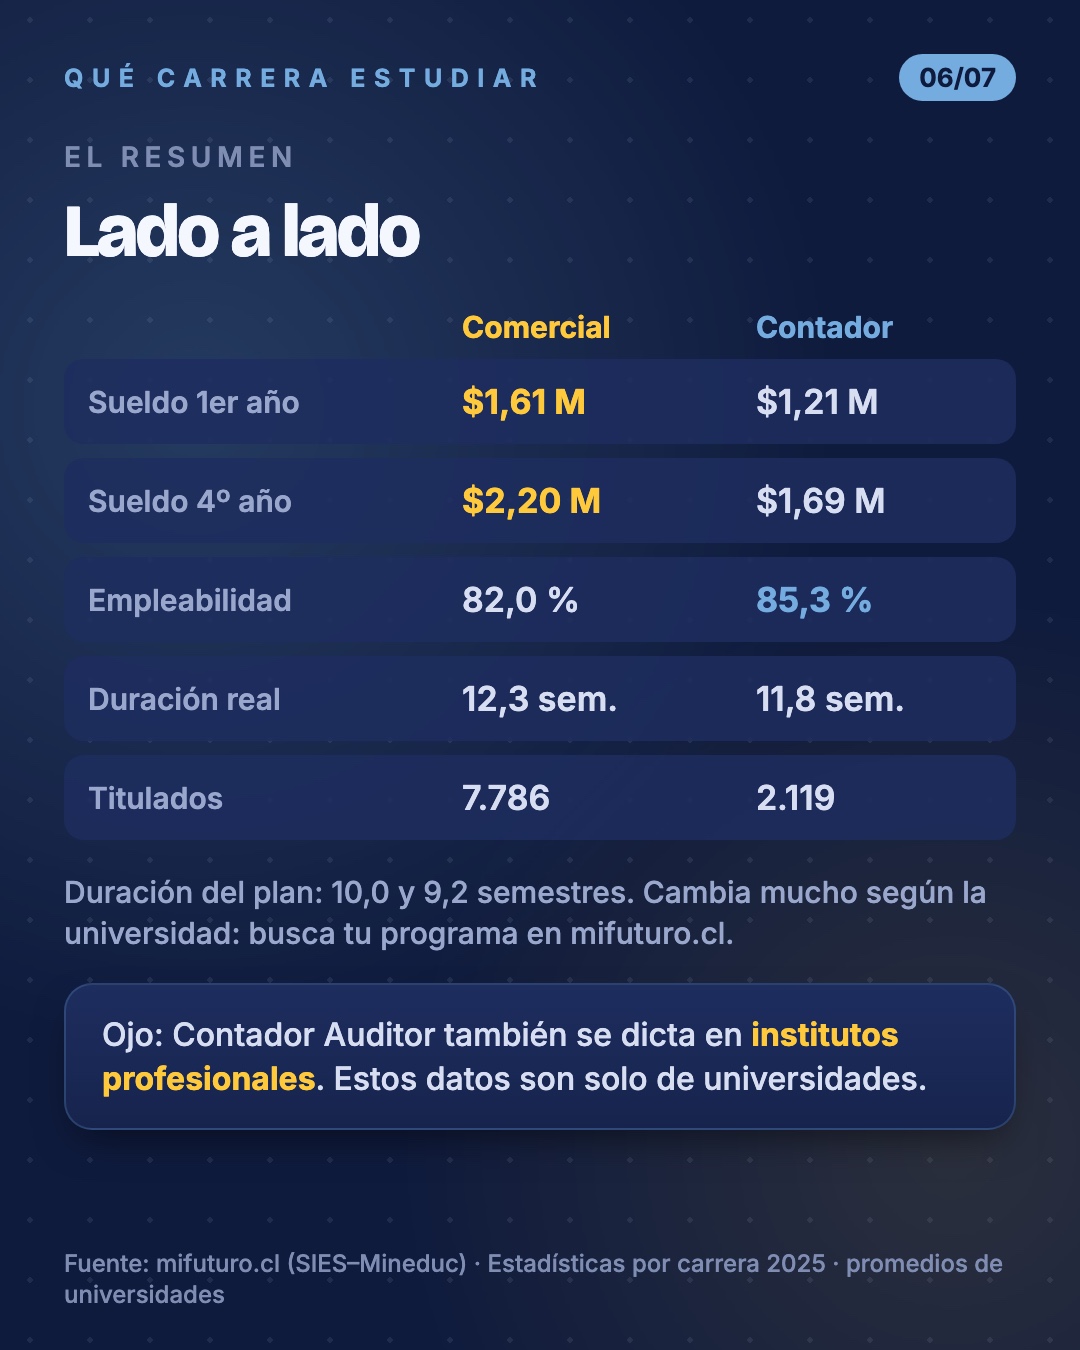 QUÉ CARRERA ESTUDIAR 06/07
EL RESUMEN
Lado a lado
Comercial Contador
Sueldo 1er año $1,61 M $1,21 M
Sueldo 4º año $2,20 M $1,69 M
Empleabilidad 82,0 % 85,3 %
Duración real 12,3 sem. 11,8 sem.
Titulados 7.786 2.119
Duración del plan: 10,0 y 9,2 semestres. Cambia mucho según la
universidad: busca tu programa en mifuturo.cl.
Ojo: Contador Auditor también se dicta en institutos
profesionales. Estos datos son solo de universidades.
Fuente: mifuturo.cl (SIES–Mineduc) · Estadísticas por carrera 2025 · promedios de
universidades